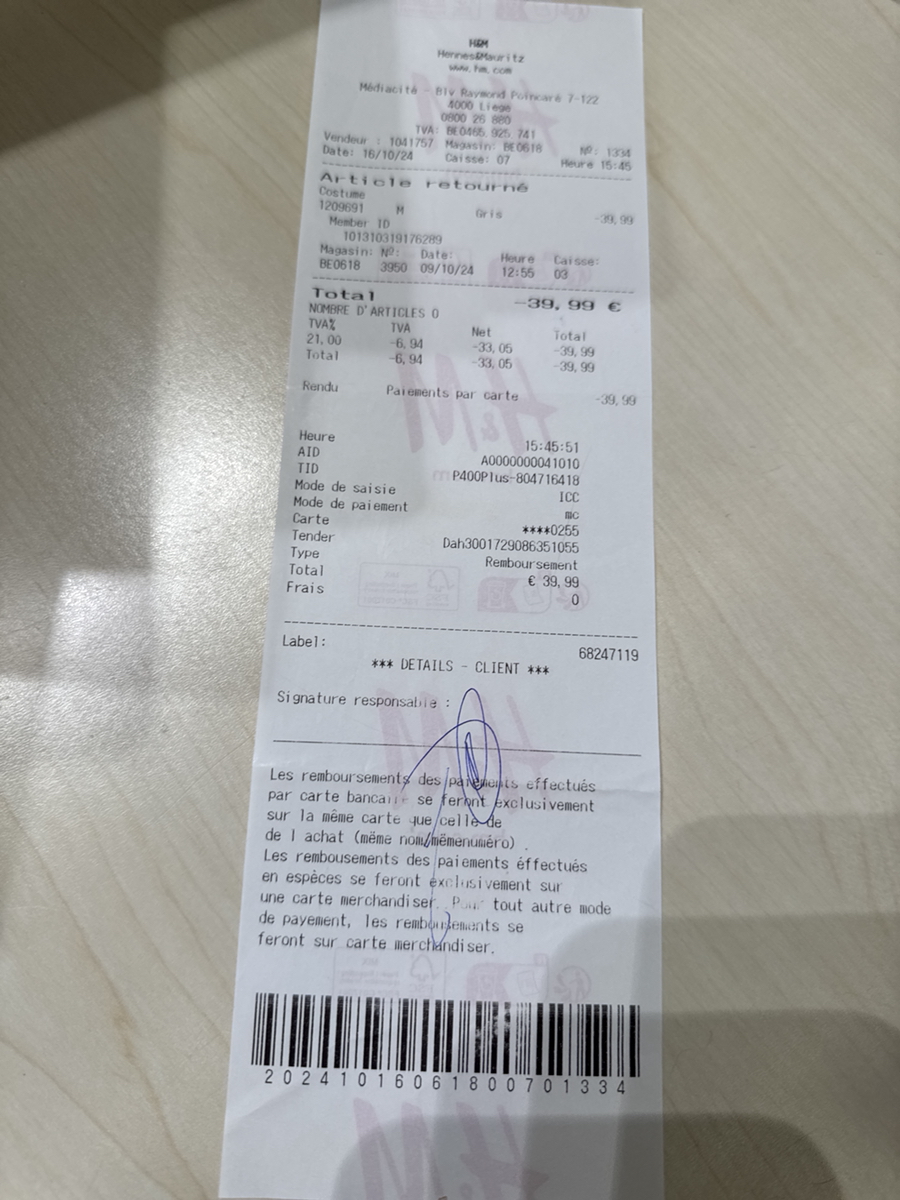 H&M
Hennes&Mauritz
www.hm.com
Médiacité - Blv Raymond Poincaré 7-122
4000 Liege
0800 26 880
TVA: BE0465.925.741
Vendeur : 1041757 Magasin: BE0618 Nº: 1334
Date: 16/10/24 Caisse: 07 Heure 15:45
Article retourné
Costume
1209691 M Gris -39,99
Member ID
101310319176289
Magasin: Nº: Date: Heure Caisse:
BE0618 3950 09/10/24 12:55 03
Total -39,99 €
NOMBRE D'ARTICLES 0
TVA% TVA Net Total
21,00 -6,94 -33,05 -39,99
Total -6,94 -33,05 -39,99
Rendu Paiements par carte -39,99
Heure 15:45:51
AID A0000000041010
TID P400Plus-804716418
Mode de saisie ICC
Mode de paiement mc
Carte ****0255
Tender Dah3001729086351055
Type Remboursement
Total € 39,99
Frais 0
Label: 68247119
*** DETAILS - CLIENT ***
Signature responsable :
Les remboursements des paiements effectués
par carte bancaire se feront exclusivement
sur la même carte que celle de
de l achat (mëme nom/mëmenuméro) .
Les rembousements des paiements éffectués
en espèces se feront exclusivement sur
une carte merchandiser. Pour tout autre mode
de payement, les remboursements se
feront sur carte merchandiser.
20241016061800701334